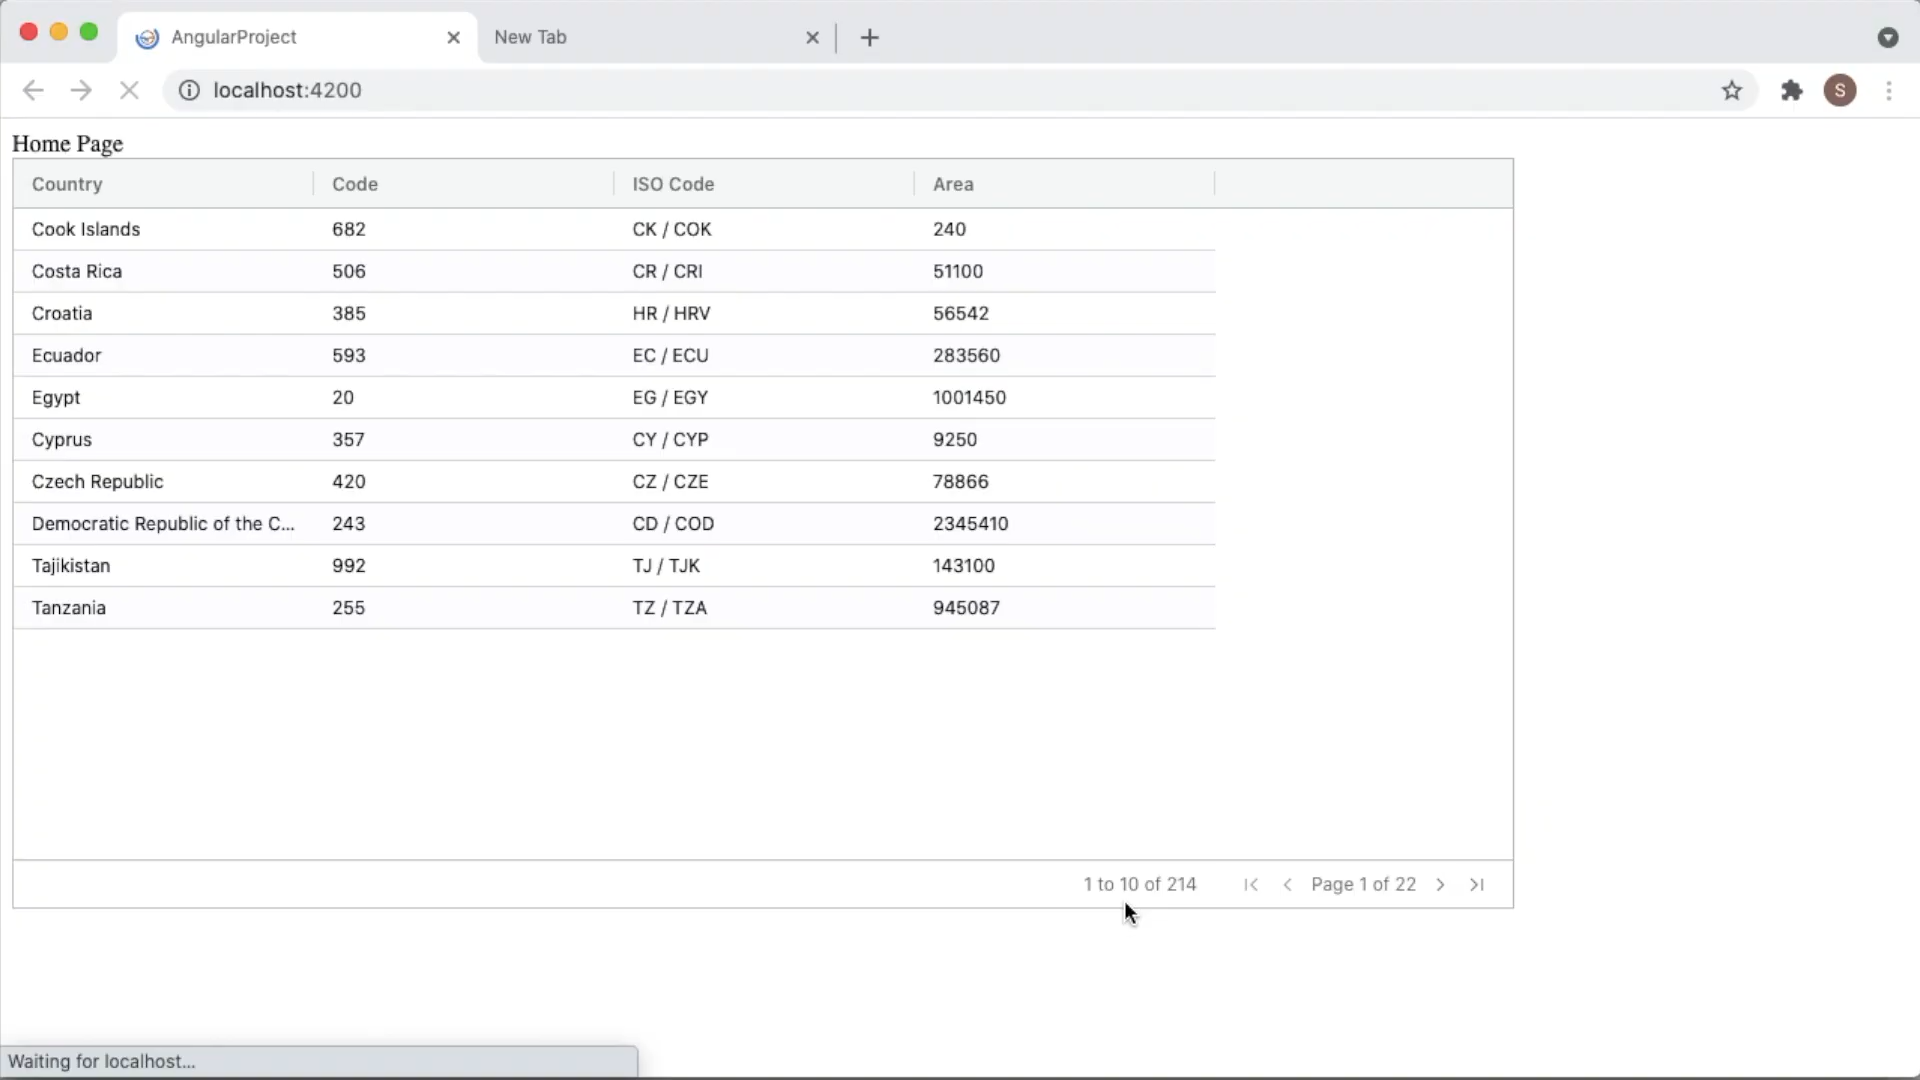 AngularProject New Tab
localhost:4200 S
Home Page
Country Code ISO Code Area
Cook Islands 682 CK / COK 240
Costa Rica 506 CR / CRI 51100
Croatia 385 HR / HRV 56542
Ecuador 593 EC / ECU 283560
Egypt 20 EG / EGY 1001450
Cyprus 357 CY / CYP 9250
Czech Republic 420 CZ / CZE 78866
Democratic Republic of the C... 243 CD / COD 2345410
Tajikistan 992 TJ / TJK 143100
Tanzania 255 TZ / TZA 945087
1 to 10 of 214 Page 1 of 22
Waiting for localhost...